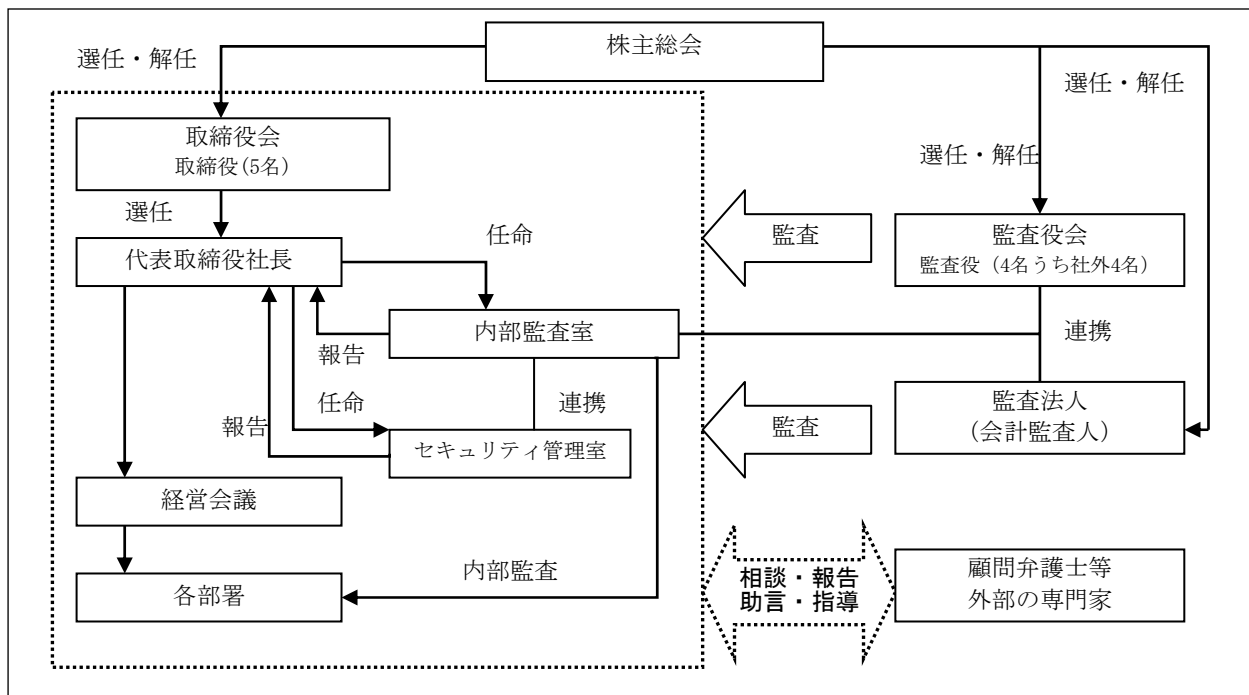 株主総会
選任・解任
選任・解任
選任・解任
取締役会
取締役(5名)
選任
代表取締役社長
任命
監査
監査役会
監査役（4名うち社外4名）
内部監査室
報告
連携
任命
連携
報告
セキュリティ管理室
監査
監査法人
（会計監査人）
経営会議
内部監査
各部署
相談・報告
助言・指導
顧問弁護士等
外部の専門家